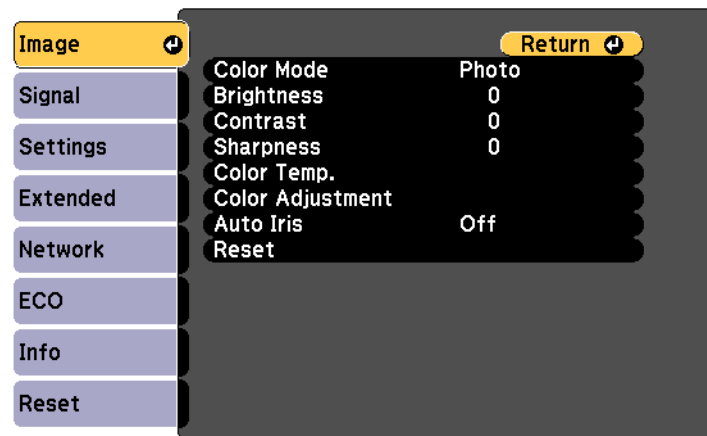 Image
Signal
Settings
Extended
Network
ECO
Info
Reset
Return
Color Mode Photo
Brightness 0
Contrast 0
Sharpness 0
Color Temp.
Color Adjustment
Auto Iris Off
Reset